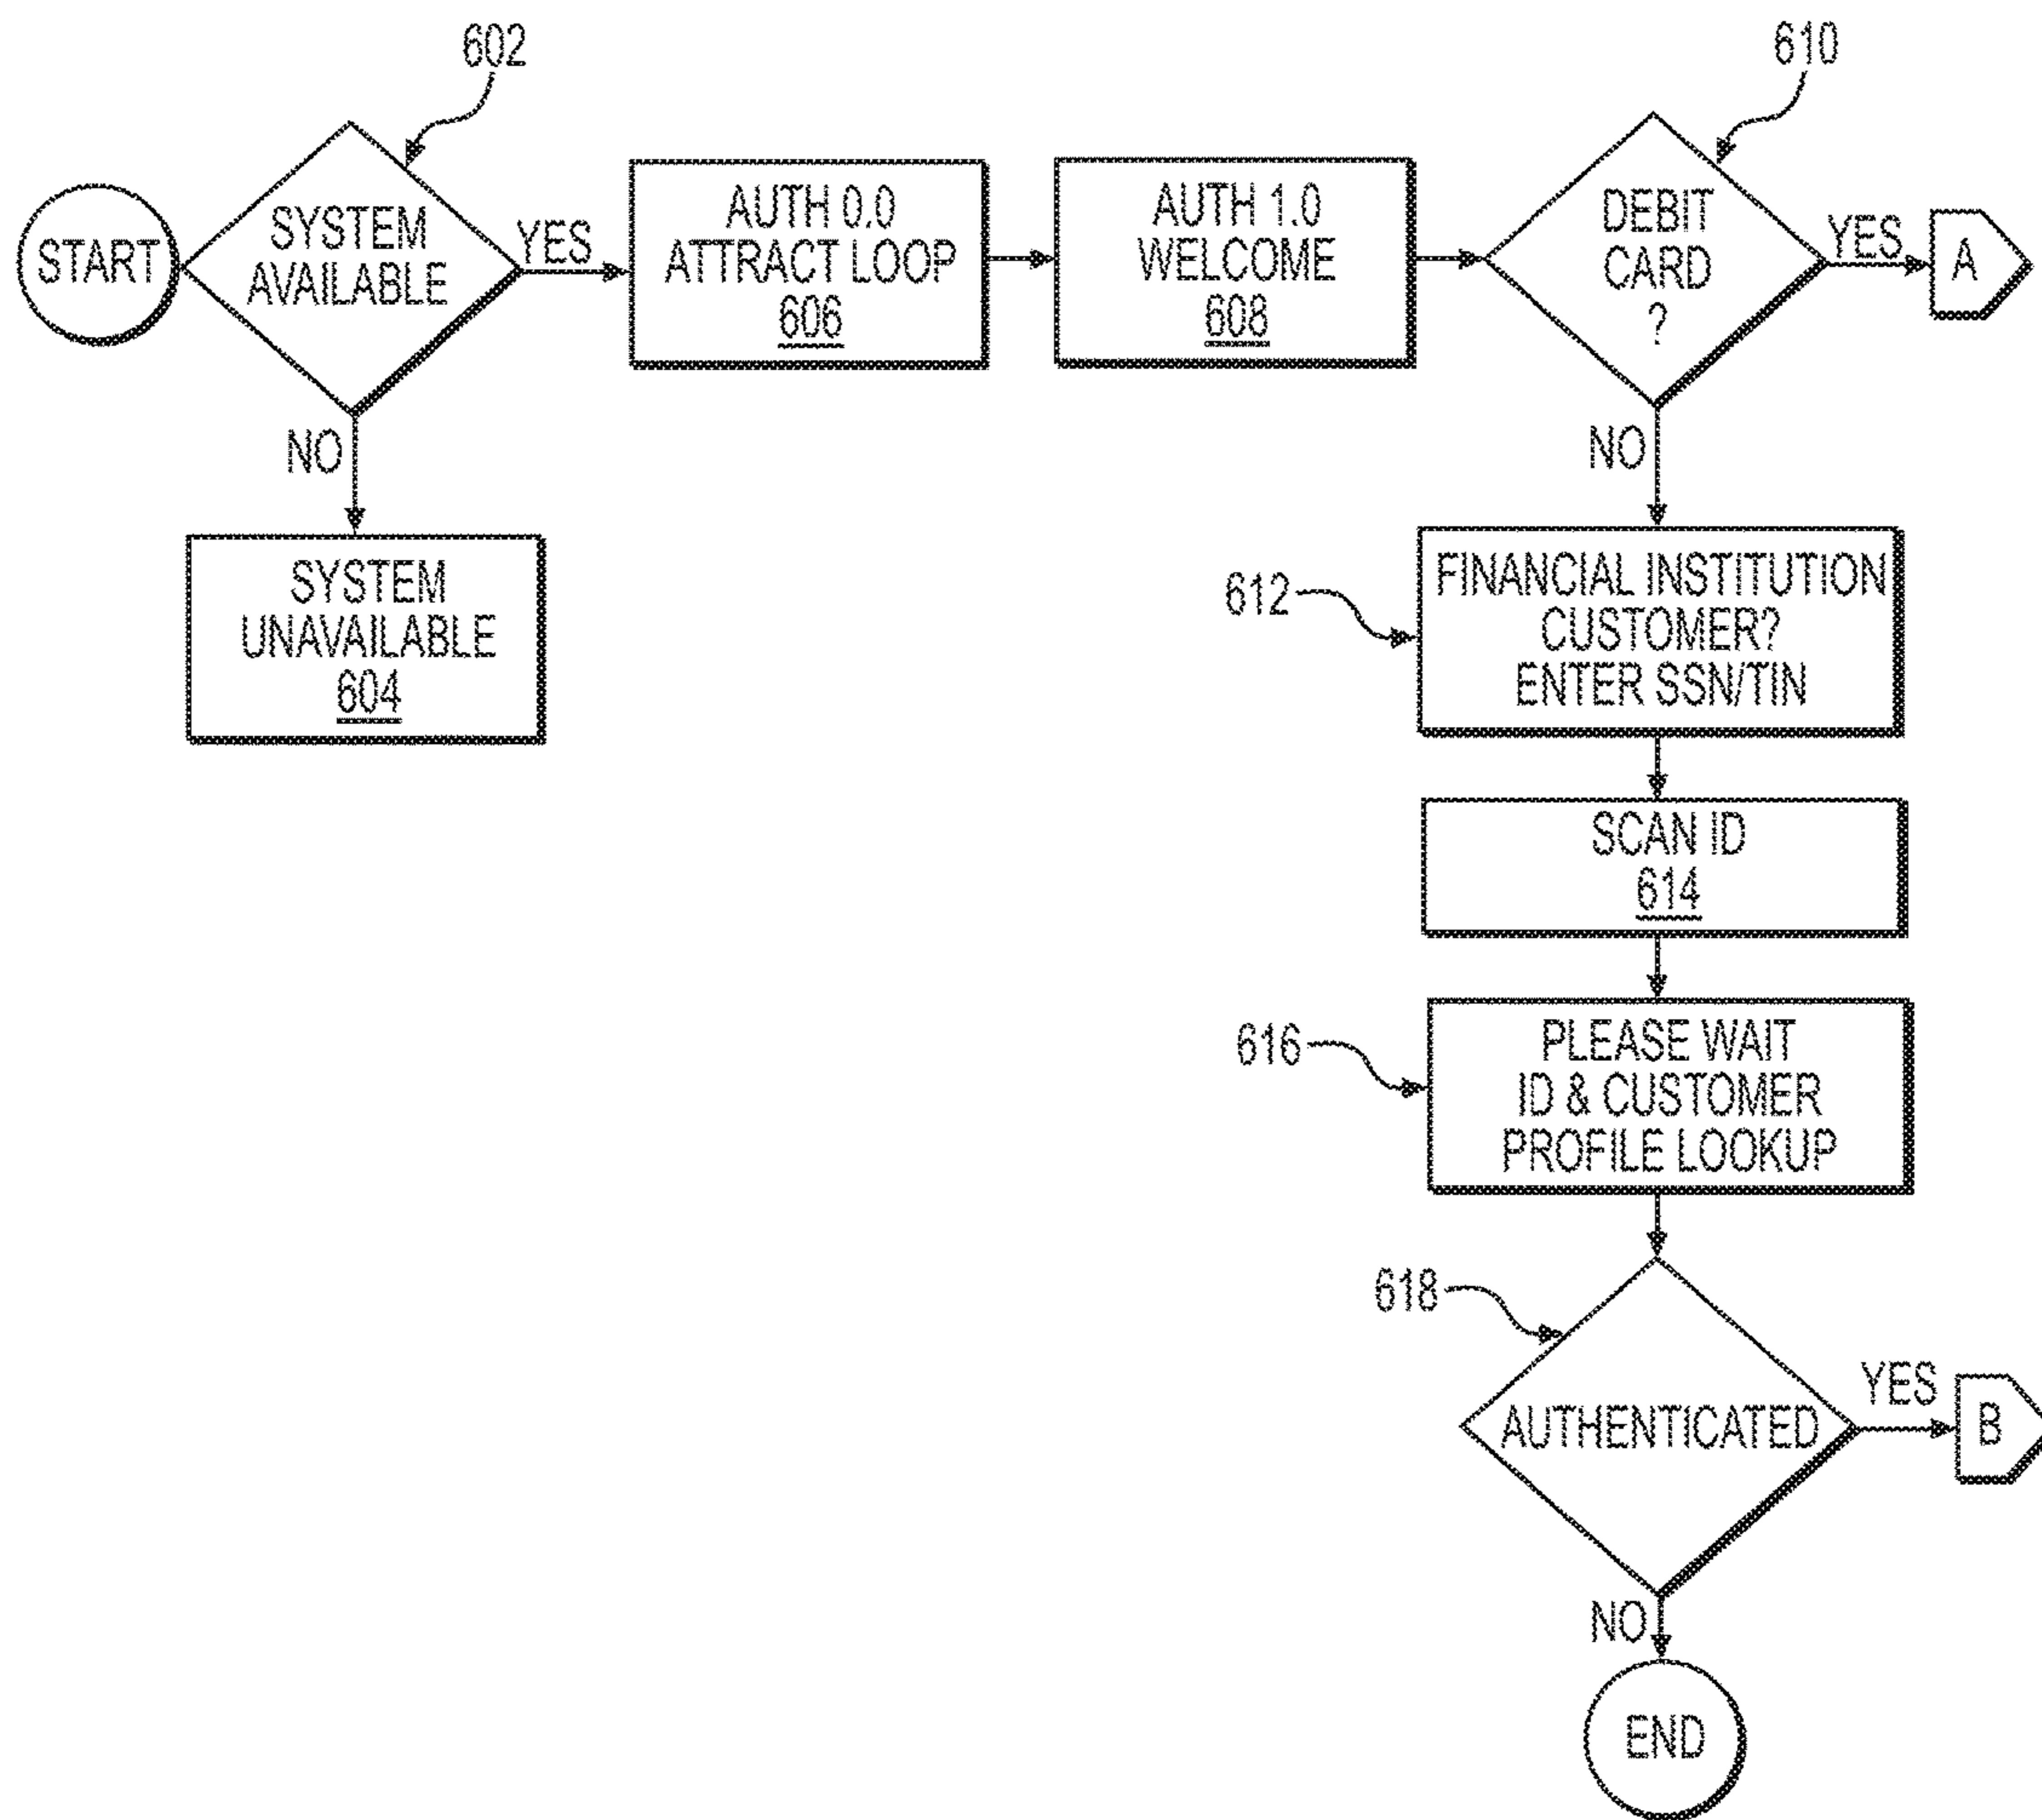 602
610
START
SYSTEM
AVAILABLE
YES
AUTH 0.0
ATTRACT LOOP
606
AUTH 1.0
WELCOME
608
DEBIT
CARD
?
YES
A
NO
NO
SYSTEM
UNAVAILABLE
604
612
FINANCIAL INSTITUTION
CUSTOMER?
ENTER SSN/TIN
SCAN ID
614
616
PLEASE WAIT
ID & CUSTOMER
PROFILE LOOKUP
618
AUTHENTICATED
YES
B
NO
END